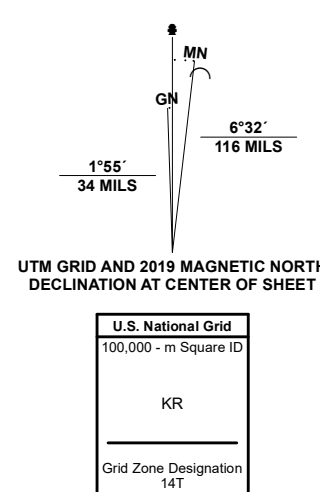 MN
GN
6°32´
116 MILS
1°55´
34 MILS
UTM GRID AND 2019 MAGNETIC NORTH
DECLINATION AT CENTER OF SHEET
U.S. National Grid
100,000 - m Square ID
KR
Grid Zone Designation
14T